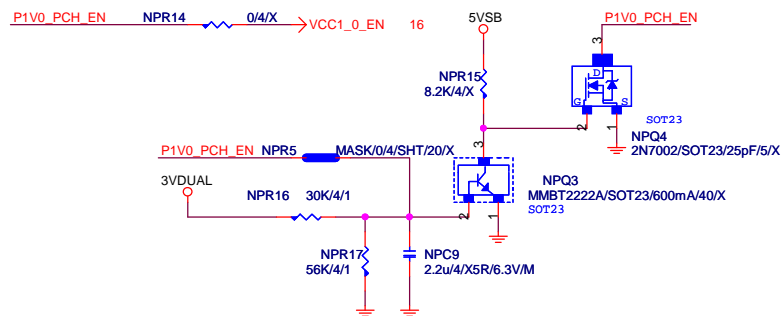 P1V0_PCH_EN
NPR14
0/4/X
VCC1_0_EN
16
5VSB
P1V0_PCH_EN
NPR15
8.2K/4/X
3
D
G
S
2
1
SOT23
NPQ4
2N7002/SOT23/25pF/5/X
P1V0_PCH_EN
NPR5
MASK/0/4/SHT/20/X
3
3VDUAL
NPR16
30K/4/1
2
1
NPQ3
MMBT2222A/SOT23/600mA/40/X
SOT23
NPR17
56K/4/1
NPC9
2.2u/4/X5R/6.3V/M